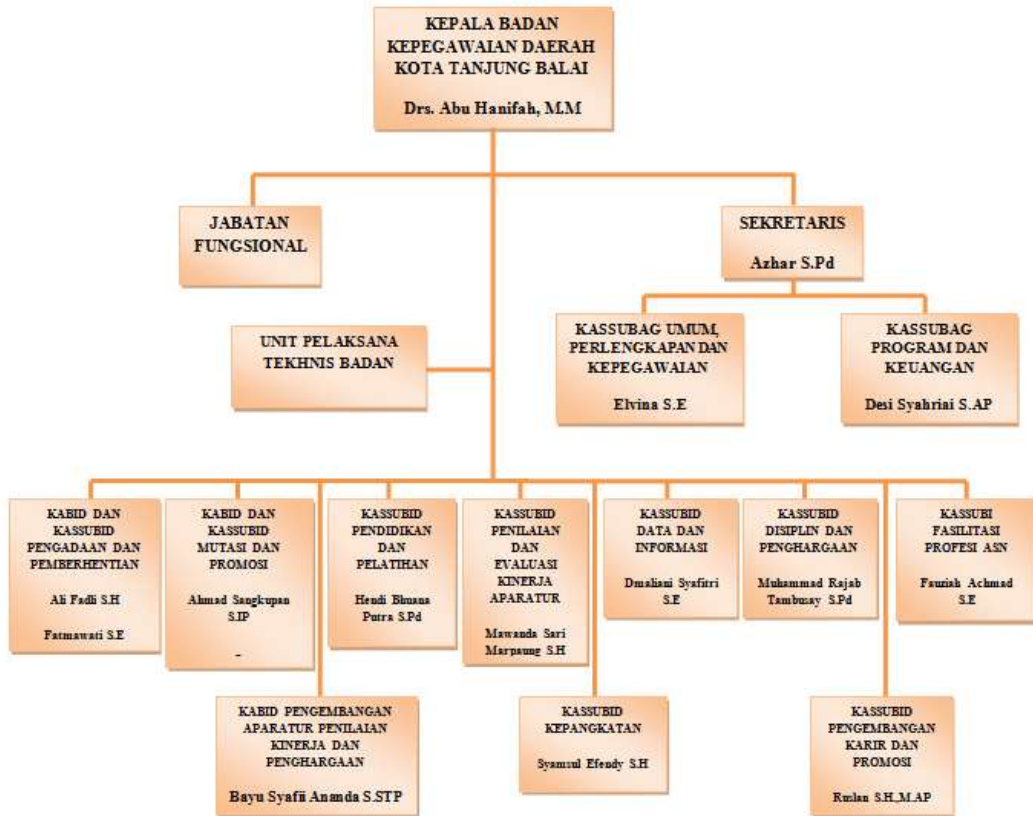 KEPALA BADAN
KEPEGAWAIAN DAERAH
KOTA TANJUNG BALAI
Drs. Abu Hanifah, M.M
JABATAN
FUNGSIONAL
SEKRETARIS
Azhar S.Pd
UNIT PELAKSANA
TEKHNIS BADAN
KASSUBAG UMUM,
PERLENGKAPAN DAN
KEPEGAWAIAN
Elvina S.E
KASSUBAG
PROGRAM DAN
KEUANGAN
Desi Syahriai S.AP
KABID DAN
KASSUBID
PENGADAAN DAN
PEMBERHENTIAN
Ali Fadli S.H
Fatmawati S.E
KABID DAN
KASSUBID
MUTASI DAN
PROMOSI
Ahmad Sangkupan
S.IP
-
KASSUBID
PENDIDIKAN
DAN
PELATIHAN
Hendi Bhuana
Putra S.Pd
KASSUBID
PENILAIAN
DAN
EVALUASI
KINERJA
APARATUR
Mawanda Sari
Marpaung S.H
KASSUBID
DATA DAN
INFORMASI
Dmaliani Syafitri
S.E
KASSUBID
DISIPLIN DAN
PENGHARGAAN
Muhammad Rajab
Tambusay S.Pd
KASSUBI
FASILITASI
PROFESI ASN
Fauziah Achmad
S.E
KABID PENGEMBANGAN
APARATUR PENILAIAN
KINERJA DAN
PENGHARGAAN
Bayu Syafii Ananda S.STP
KASSUBID
KEPANGKATAN
Syamsul Efendy S.H
KASSUBID
PENGEMBANGAN
KARIR DAN
PROMOSI
Ruslan S.H.,M.AP